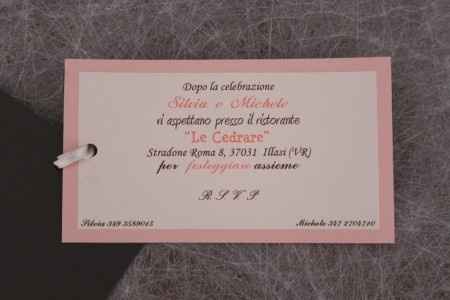 Dopo la celebrazione
Silvia e Michele
vi aspettano presso il ristorante
"Le Cedrare"
Stradone Roma 8, 37031 Illasi (VR)
per festeggiare assieme
R.S.V.P
Silvia 349 3589045 Michele 347 2704710